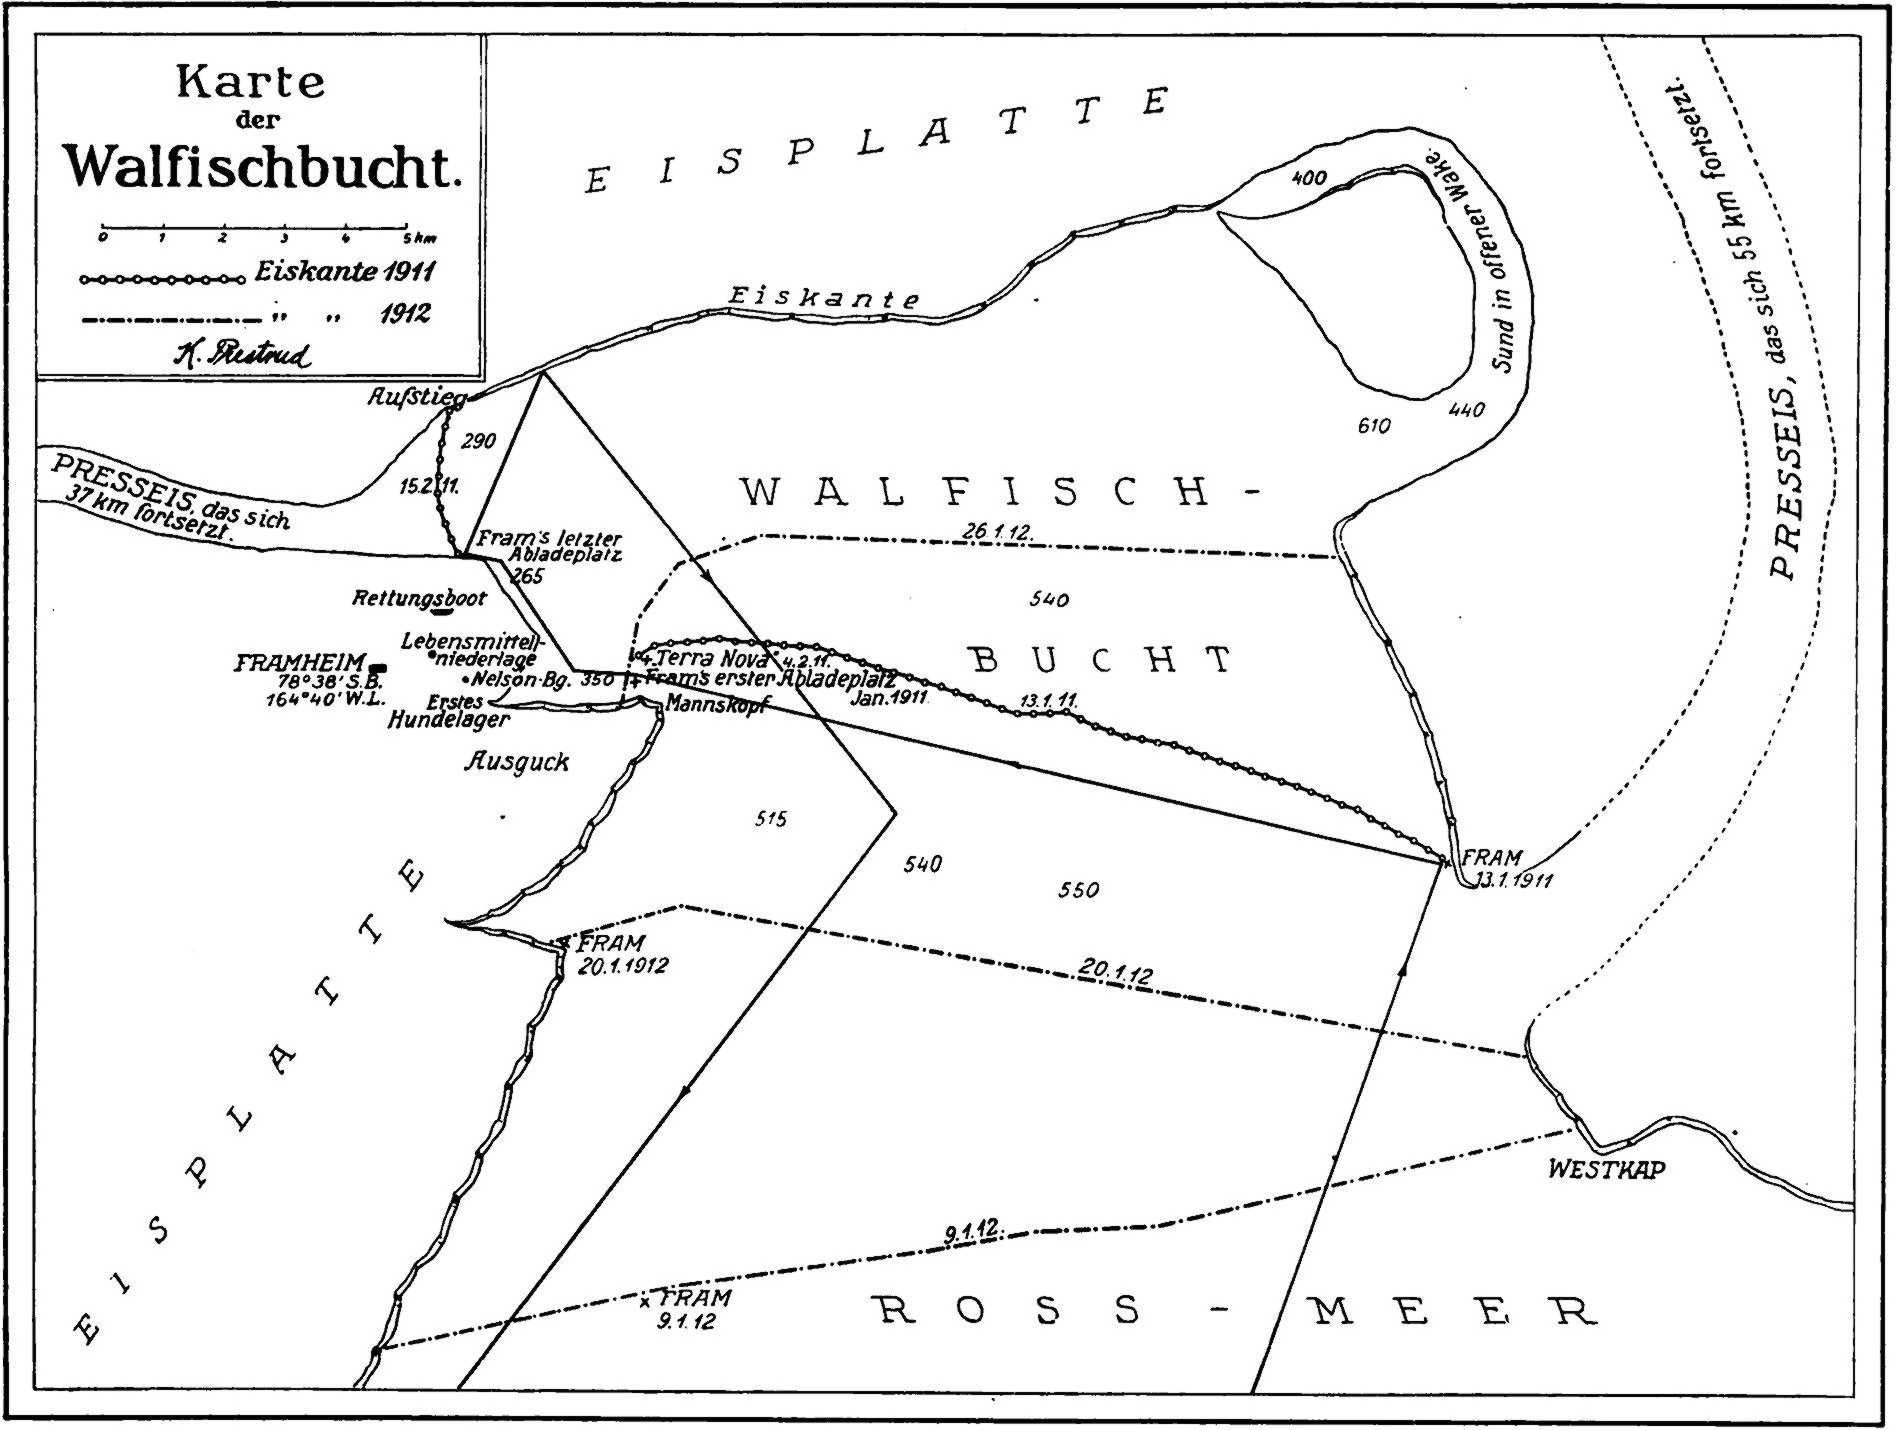 Karte
der
Walfischbucht.
0 1 2 3 4 5 km
Eiskante 1911
" " 1912
K. Prestrud
EISPLATTE
400
Sund in offener Wake.
PRESSEIS, das sich 55 km fortsetzt.
Eiskante
Aufstieg
290
440
610
PRESSEIS, das sich
37 km fortsetzt.
15.2.11.
WALFISCH-
26.1.12.
Fram's letzter
Abladeplatz
265
Rettungsboot
540
Lebensmittel-
niederlage
BUCHT
FRAMHEIM
78°38' S.B.
164°40' W.L.
"Terra Nova" 4.2.11.
Nelson-Bg. 350
Fram's erster Abladeplatz
Jan. 1911.
Erstes
Hundelager
Mannskopf
13.1.11.
Ausguck
515
540
550
FRAM
13.1.1911
EISPLATTE
FRAM
20.1.1912
20.1.12
WESTKAP
9.1.12.
FRAM
9.1.12
ROSS-MEER